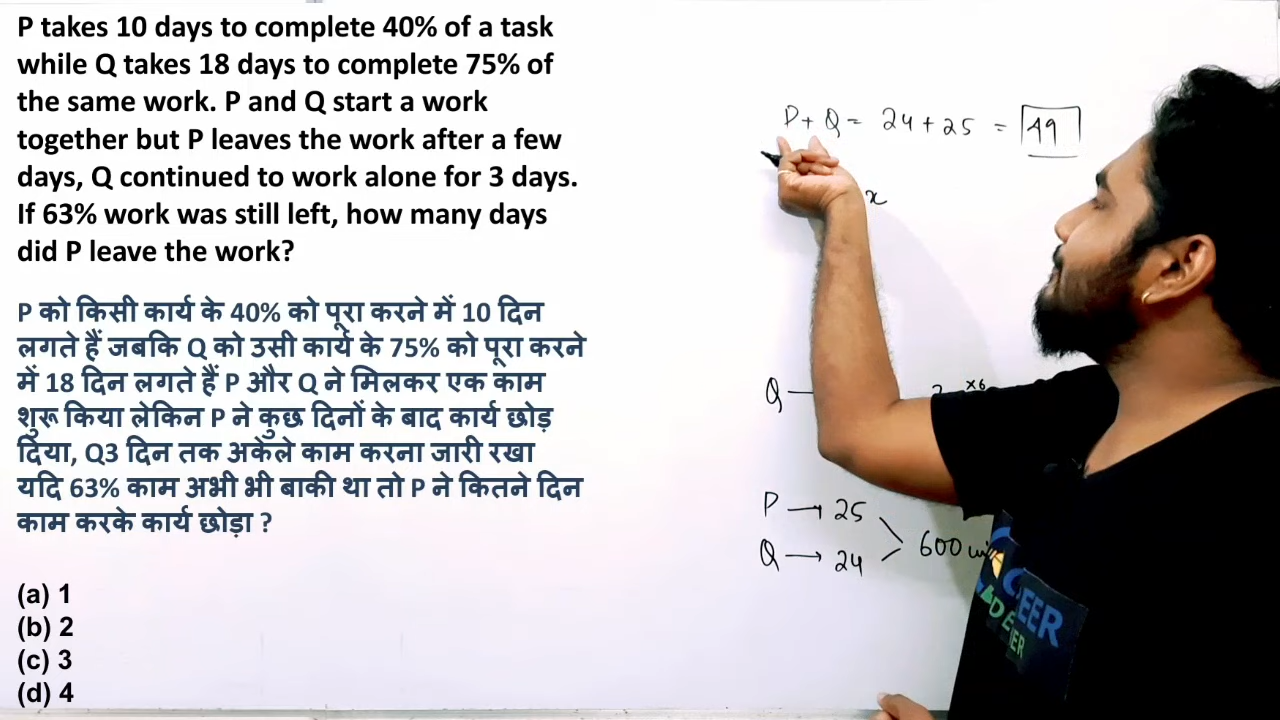 P takes 10 days to complete 40% of a task
while Q takes 18 days to complete 75% of
the same work. P and Q start a work
together but P leaves the work after a few
days, Q continued to work alone for 3 days.
If 63% work was still left, how many days
did P leave the work?
P को किसी कार्य के 40% को पूरा करने में 10 दिन
लगते हैं जबकि Q को उसी कार्य के 75% को पूरा करने
में 18 दिन लगते हैं P और Q ने मिलकर एक काम
शुरू किया लेकिन P ने कुछ दिनों के बाद कार्य छोड़
दिया, Q3 दिन तक अकेले काम करना जारी रखा
यदि 63% काम अभी भी बाकी था तो P ने कितने दिन
काम करके कार्य छोड़ा ?
(a) 1
(b) 2
(c) 3
(d) 4
P+Q= 24+25 = 49
x
Q— x6
P → 25
Q → 24
600